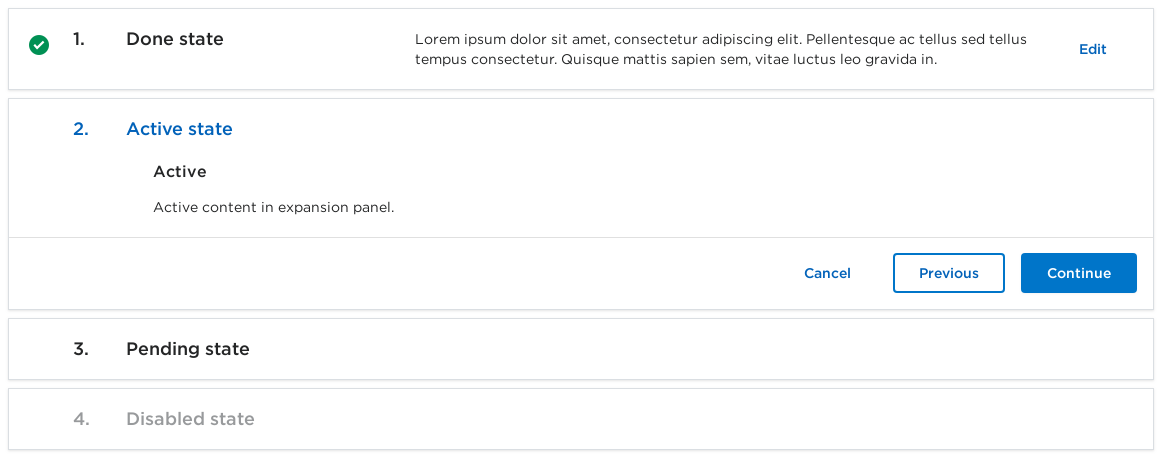 1. Done state
Lorem ipsum dolor sit amet, consectetur adipiscing elit. Pellentesque ac tellus sed tellus
tempus consectetur. Quisque mattis sapien sem, vitae luctus leo gravida in.
Edit
2. Active state
Active
Active content in expansion panel.
Cancel Previous Continue
3. Pending state
4. Disabled state